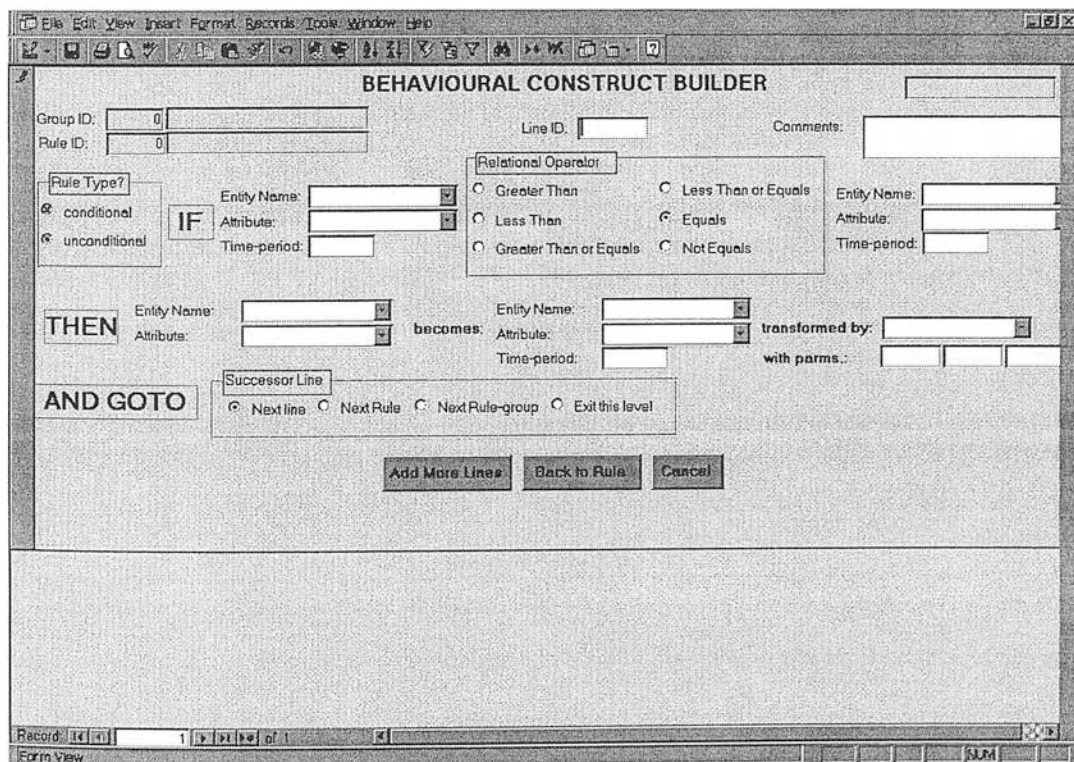 File Edit View Insert Format Records Tools Window Help
BEHAVIOURAL CONSTRUCT BUILDER
Group ID: 0
Line ID:
Comments:
Rule ID: 0
Rule Type?
conditional
unconditional
IF
Entity Name:
Attribute:
Time-period:
Relational Operator
Greater Than
Less Than or Equals
Less Than
Equals
Greater Than or Equals
Not Equals
Entity Name:
Attribute:
Time-period:
THEN
Entity Name:
Attribute:
becomes:
Entity Name:
Attribute:
Time-period:
transformed by:
with parms.:
AND GOTO
Successor Line
Next line Next Rule Next Rule-group Exit this level
Add More Lines Back to Rule Cancel
Record: 1 of 1
Form View NUM